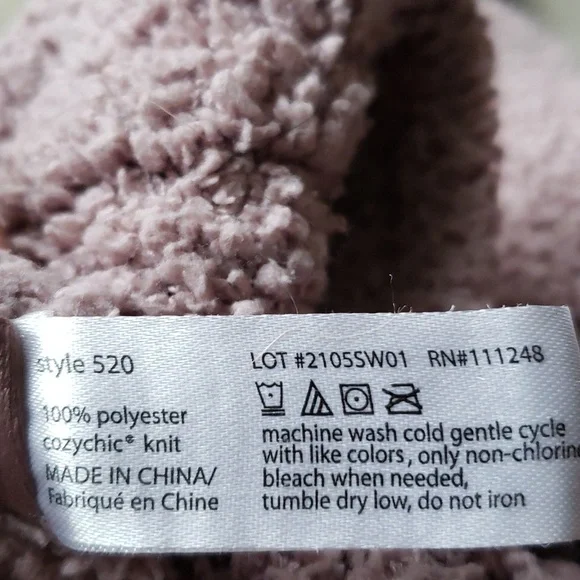 style 520
100% polyester
cozychic® knit
MADE IN CHINA/
Fabriqué en Chine
LOT #2105SW01 RN#111248
machine wash cold gentle cycle
with like colors, only non-chlorin
bleach when needed,
tumble dry low, do not iron